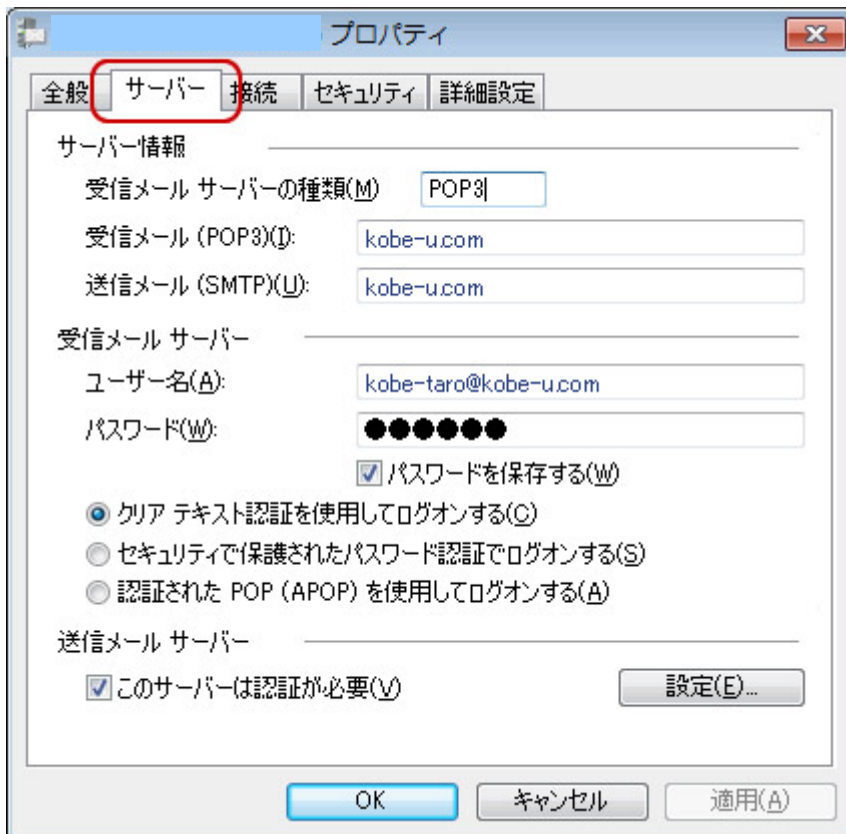 プロパティ
全般 サーバー 接続 セキュリティ 詳細設定
サーバー情報
受信メール サーバーの種類(M) POP3
受信メール (POP3)(I): kobe-u.com
送信メール (SMTP)(U): kobe-u.com
受信メール サーバー
ユーザー名(A): kobe-taro@kobe-u.com
パスワード(W): ●●●●●●
パスワードを保存する(W)
クリア テキスト認証を使用してログオンする(C)
セキュリティで保護されたパスワード認証でログオンする(S)
認証された POP (APOP) を使用してログオンする(A)
送信メール サーバー
このサーバーは認証が必要(V) 設定(E)...
OK キャンセル 適用(A)